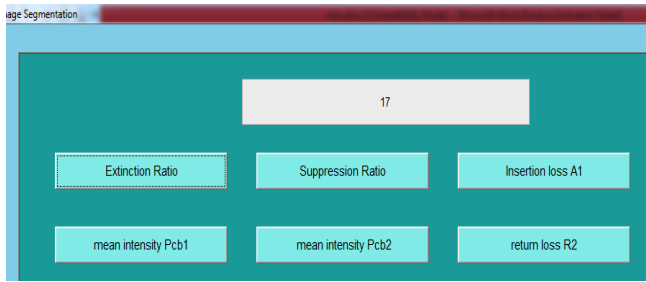 age Segmentation
17
Extinction Ratio
Suppression Ratio
Insertion loss A1
mean intensity Pcb1
mean intensity Pcb2
return loss R2